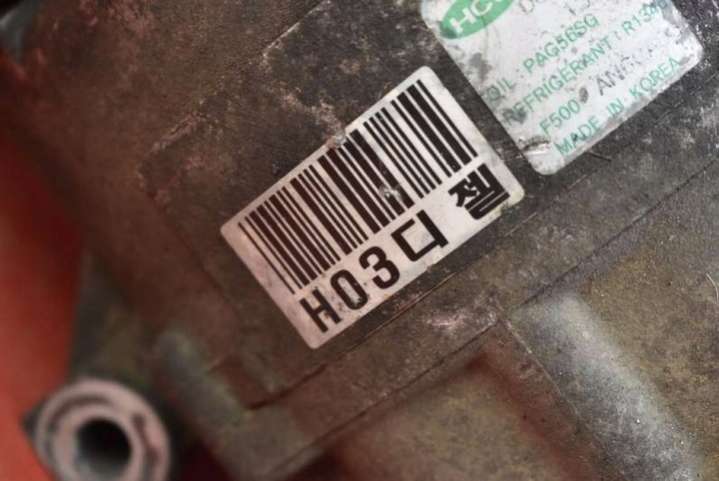 OIL : PAG56SG
REFRIGERANT : R134
F500
MADE IN KOREA
H03디젤